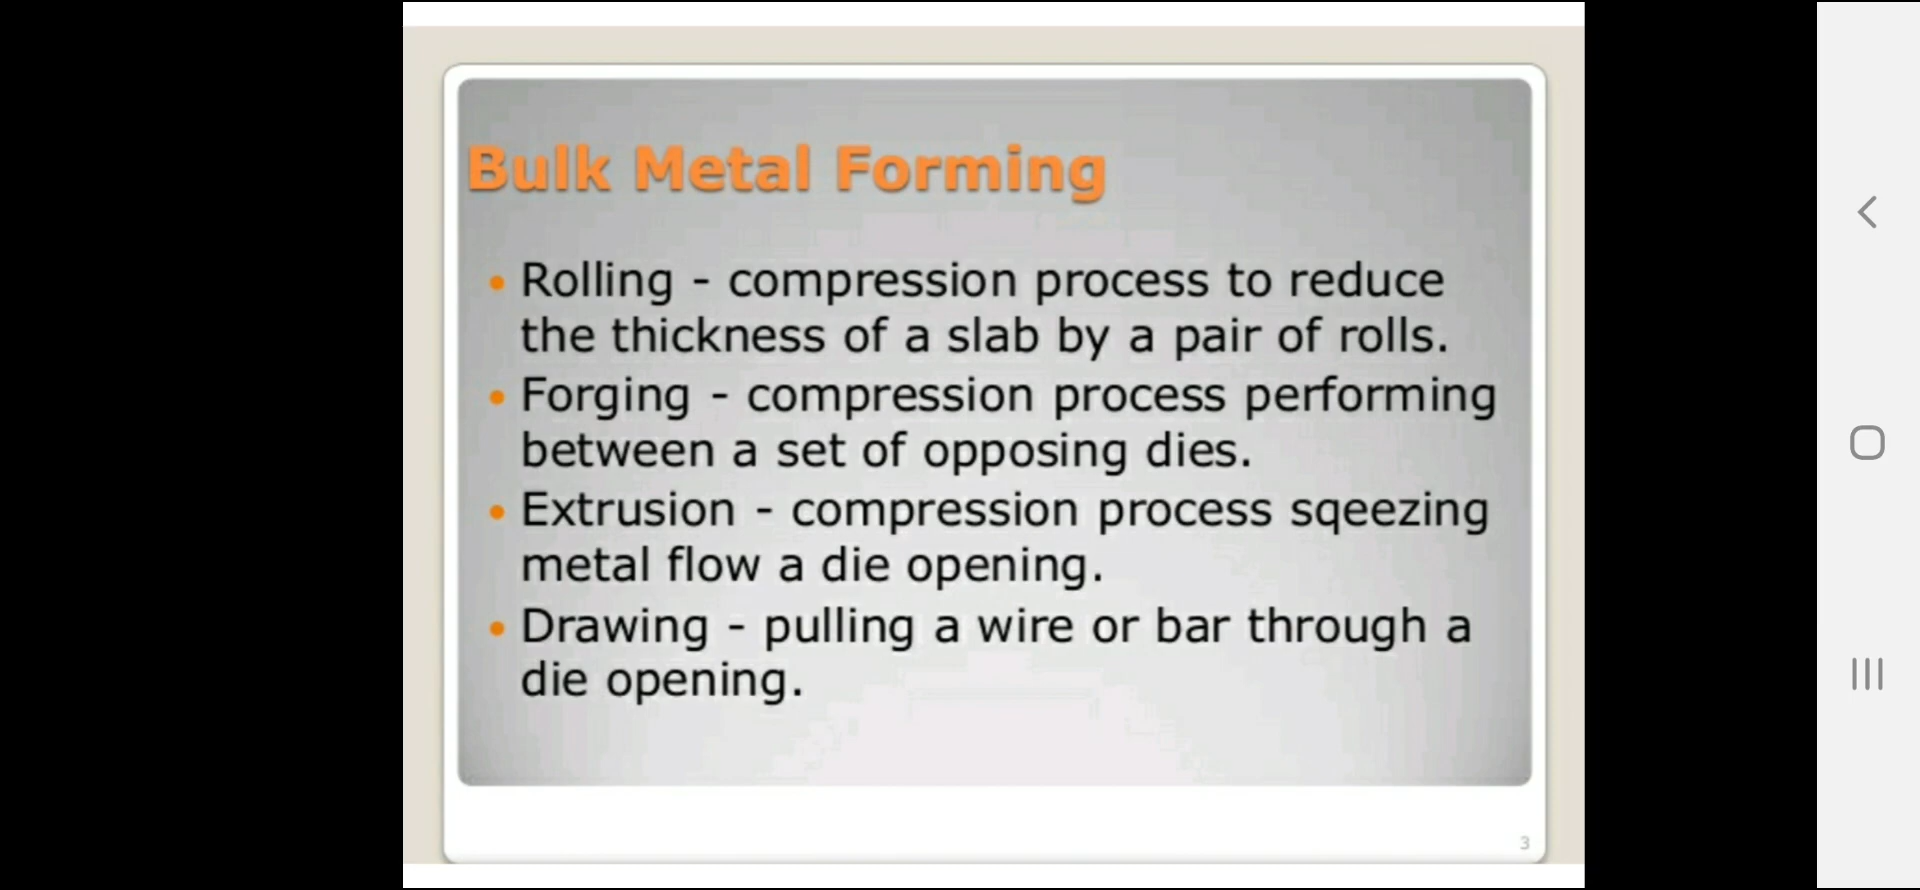 Bulk Metal Forming
• Rolling - compression process to reduce
the thickness of a slab by a pair of rolls.
• Forging - compression process performing
between a set of opposing dies.
• Extrusion - compression process sqeezing
metal flow a die opening.
• Drawing - pulling a wire or bar through a
die opening.
3